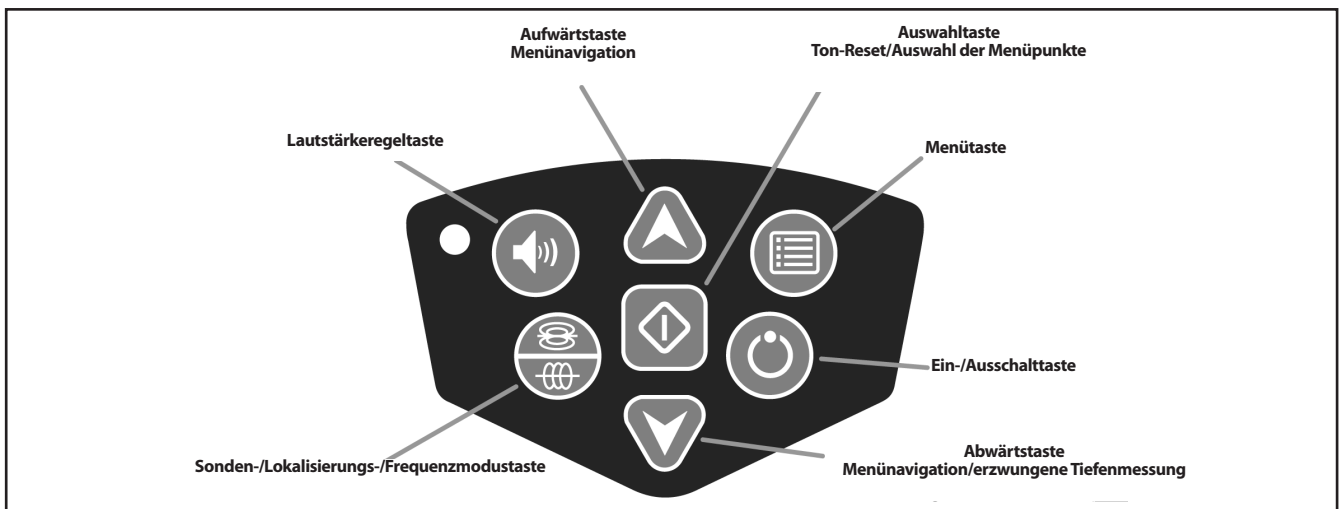 Aufwärtstaste
Menünavigation
Auswahltaste
Ton-Reset/Auswahl der Menüpunkte
Lautstärkeregeltaste
Menütaste
Ein-/Ausschalttaste
Sonden-/Lokalisierungs-/Frequenzmodustaste
Abwärtstaste
Menünavigation/erzwungene Tiefenmessung